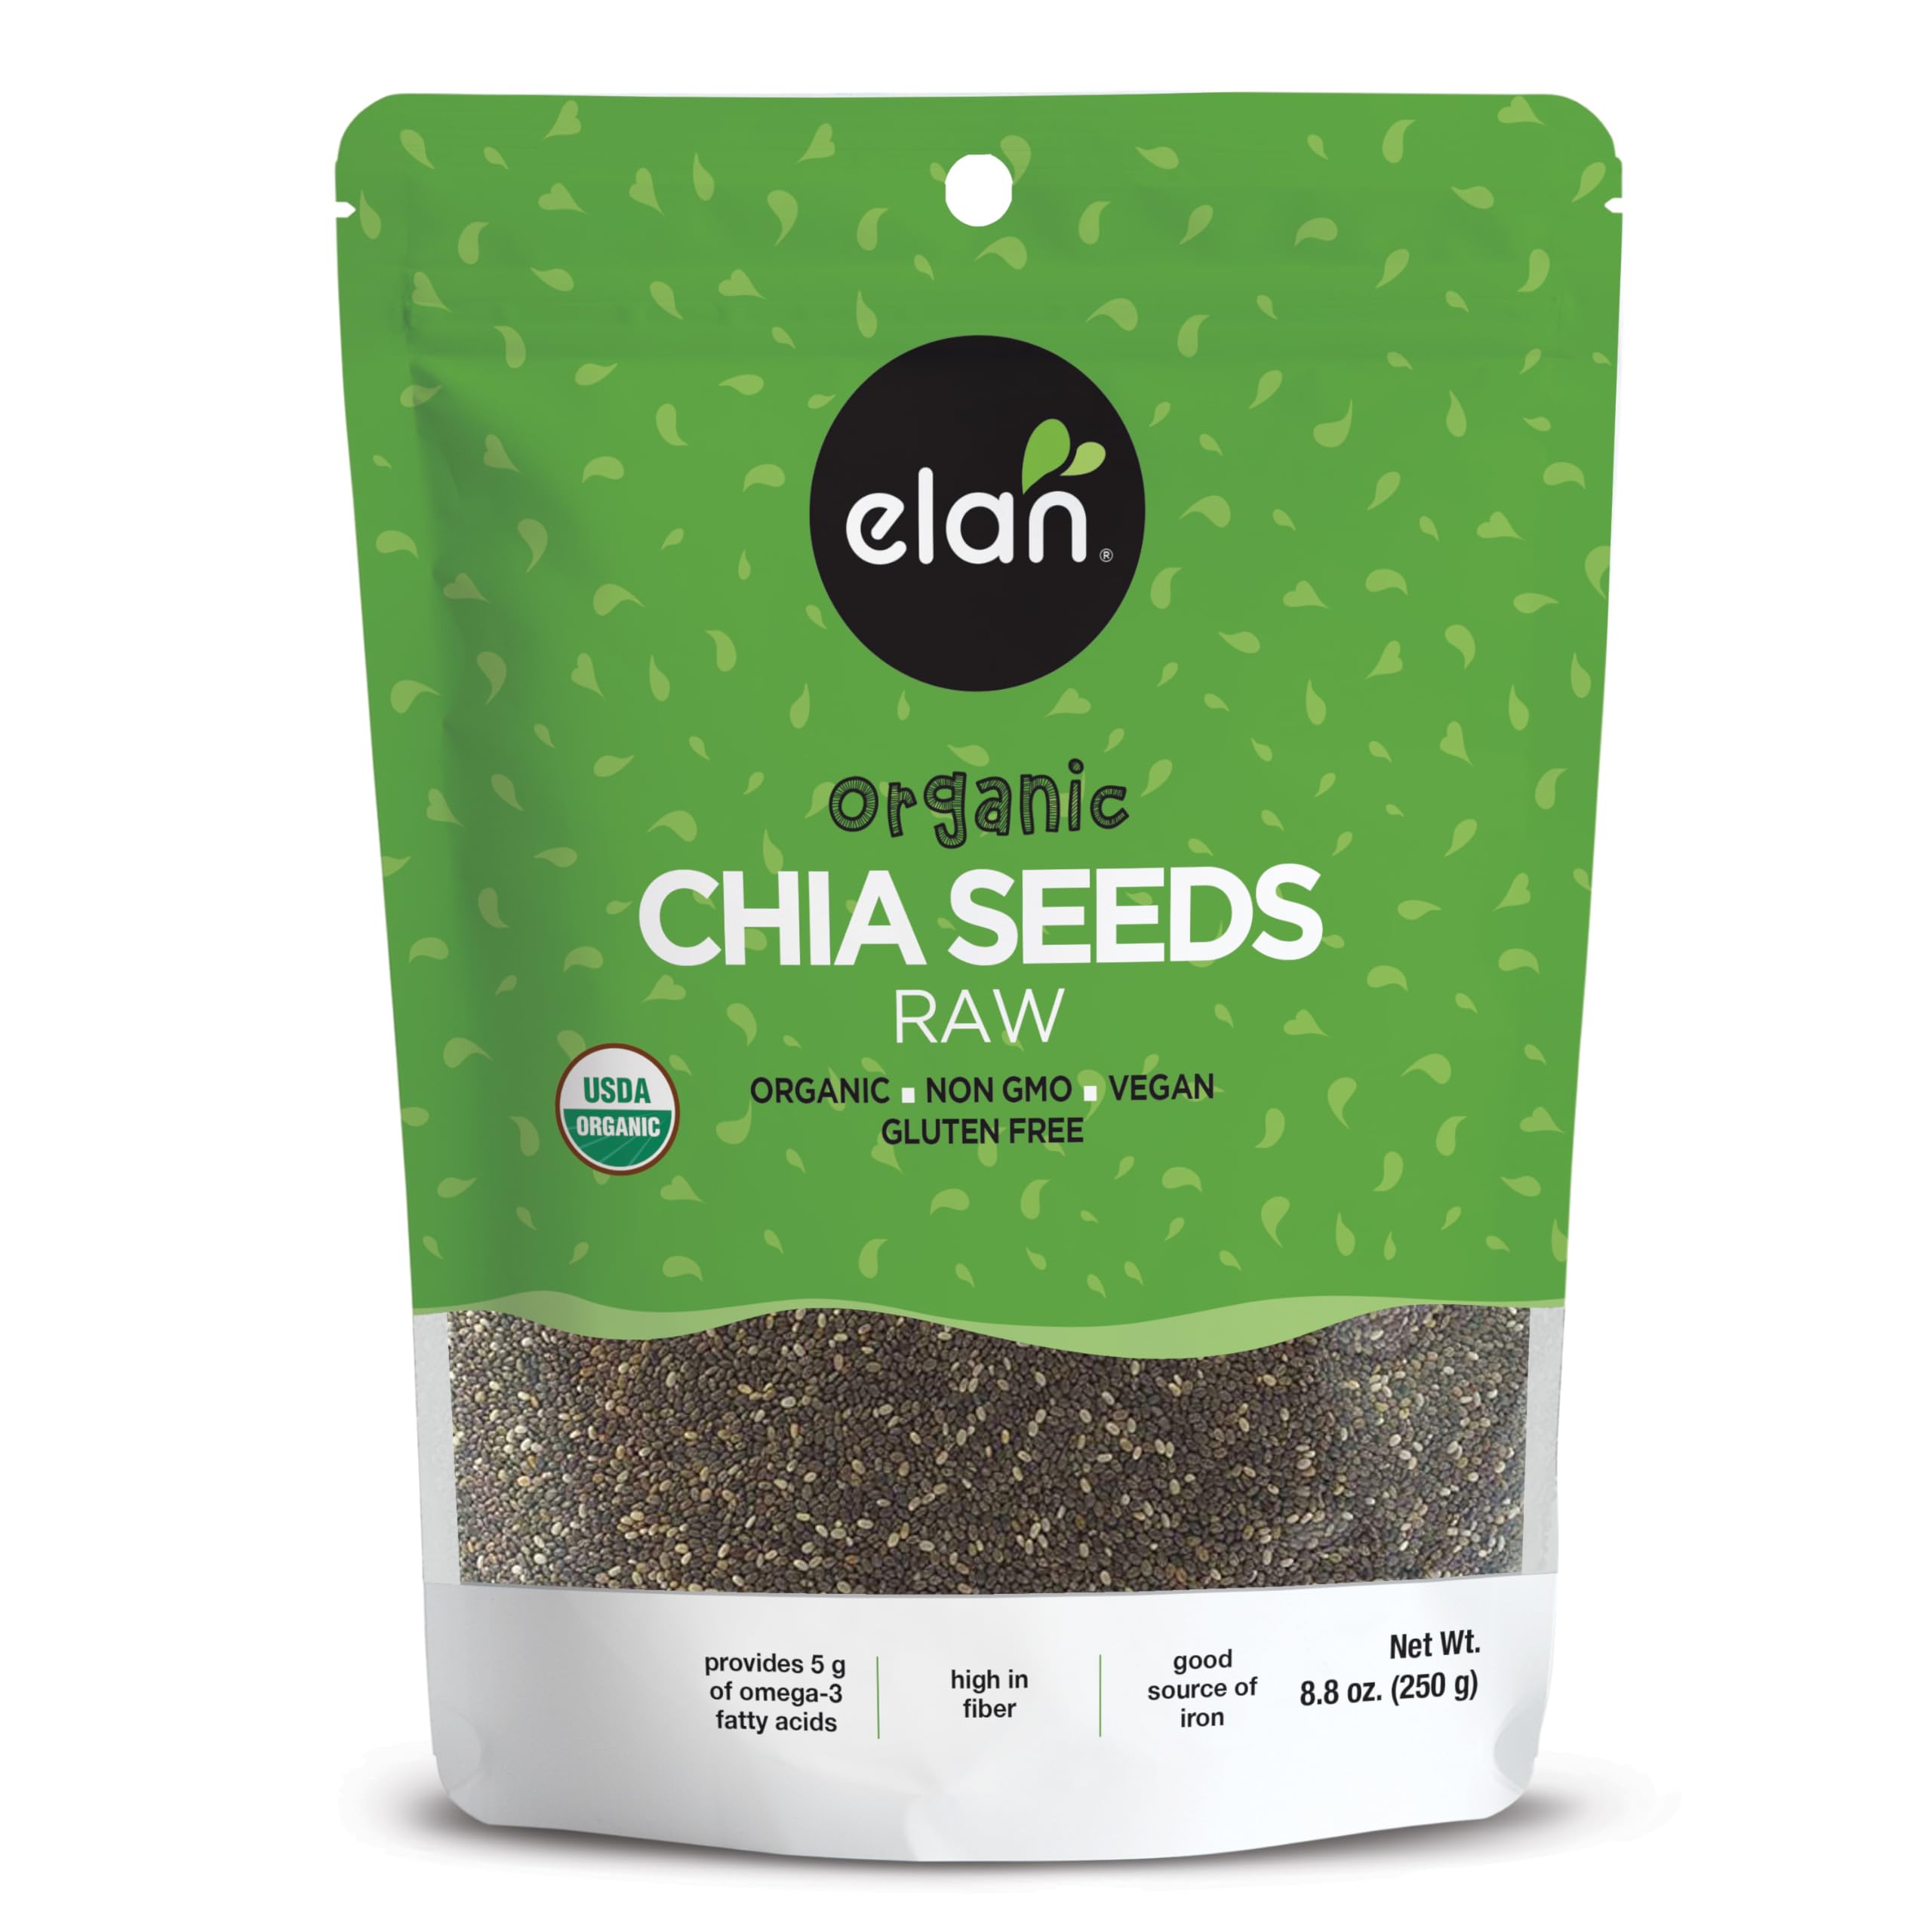 elan®
organic
CHIA SEEDS
RAW
USDA
ORGANIC
ORGANIC ▪ NON GMO ▪ VEGAN
GLUTEN FREE
provides 5 g
of omega-3
fatty acids
high in
fiber
good
source of
iron
Net Wt.
8.8 oz. (250 g)